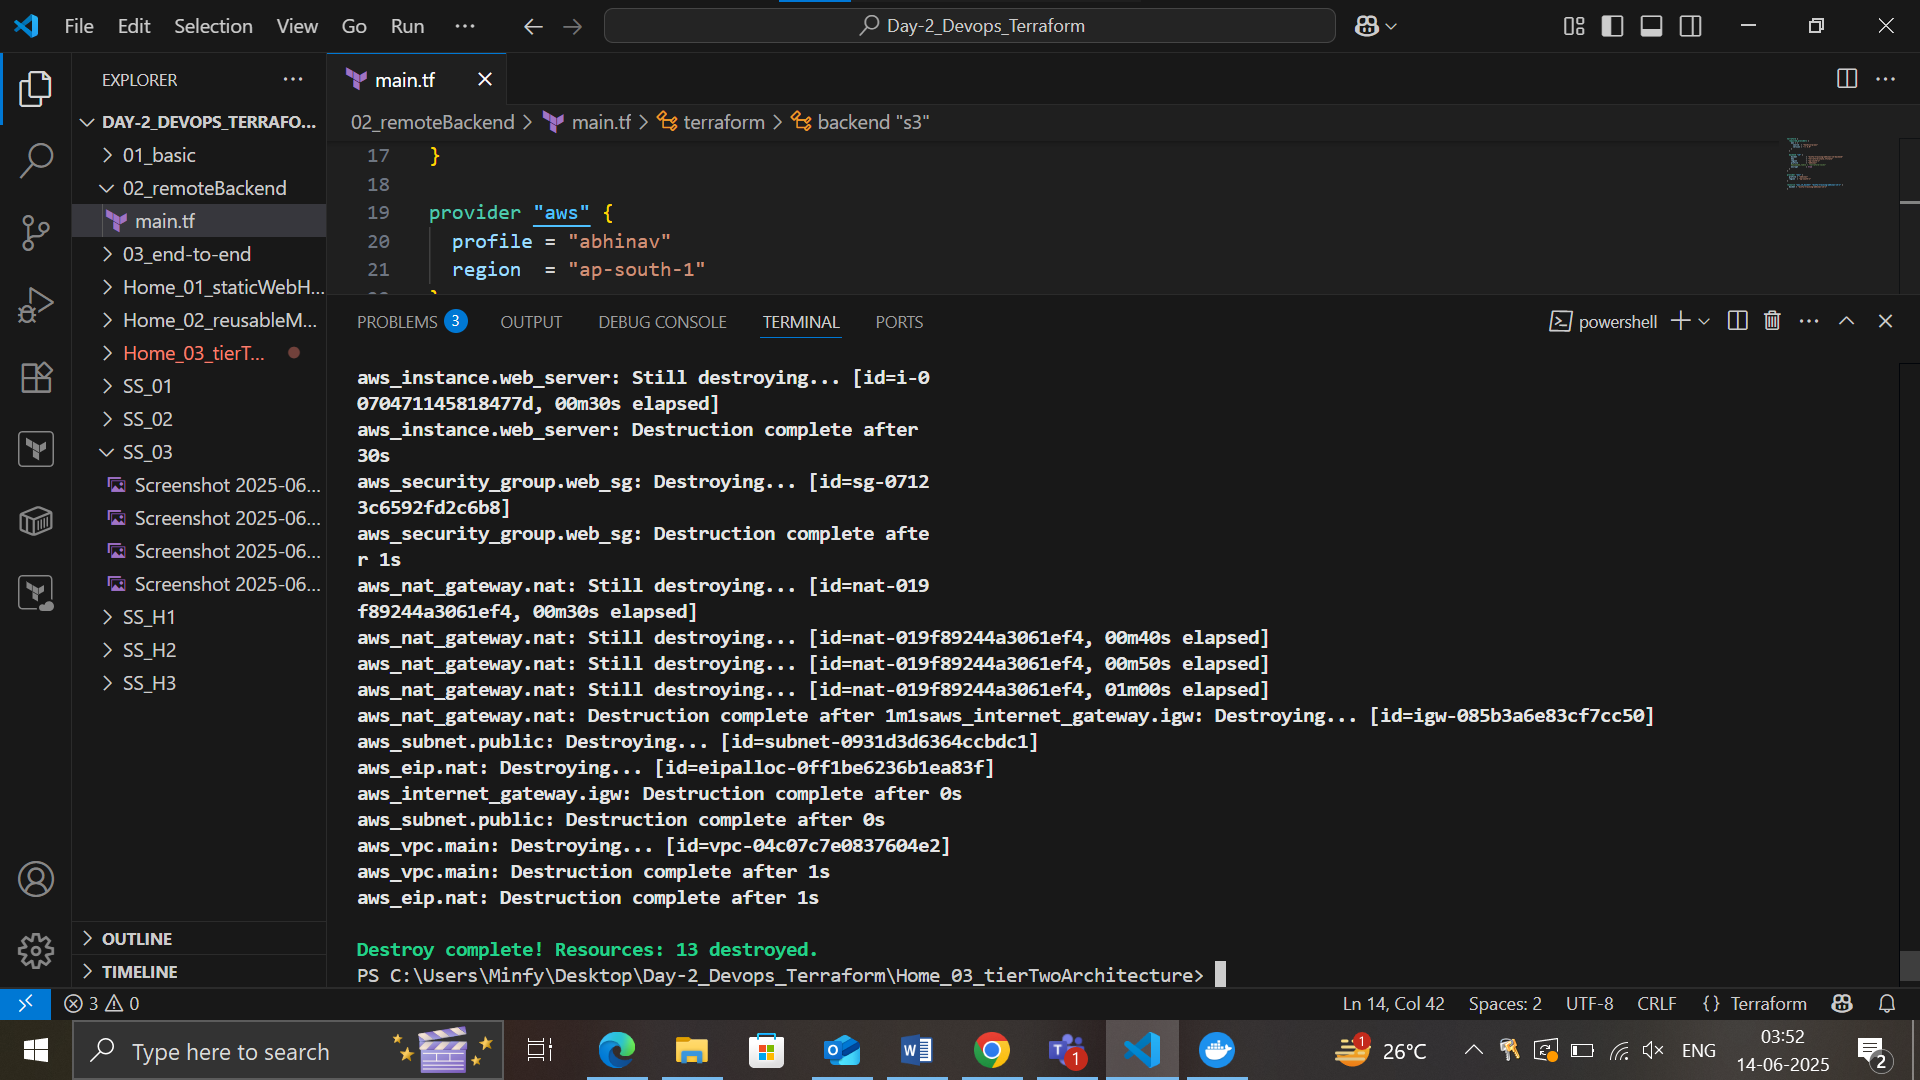 File Edit Selection View Go Run ...
Day-2_Devops_Terraform
EXPLORER
DAY-2_DEVOPS_TERRAFO...
01_basic
02_remoteBackend
main.tf
03_end-to-end
Home_01_staticWebH...
Home_02_reusableM...
Home_03_tierT...
SS_01
SS_02
SS_03
Screenshot 2025-06...
Screenshot 2025-06...
Screenshot 2025-06...
Screenshot 2025-06...
SS_H1
SS_H2
SS_H3
OUTLINE
TIMELINE
main.tf
02_remoteBackend > main.tf > terraform > backend "s3"
17 }
18
19 provider "aws" {
20 profile = "abhinav"
21 region = "ap-south-1"
PROBLEMS 3 OUTPUT DEBUG CONSOLE TERMINAL PORTS
powershell
aws_instance.web_server: Still destroying... [id=i-0
070471145818477d, 00m30s elapsed]
aws_instance.web_server: Destruction complete after
30s
aws_security_group.web_sg: Destroying... [id=sg-0712
3c6592fd2c6b8]
aws_security_group.web_sg: Destruction complete afte
r 1s
aws_nat_gateway.nat: Still destroying... [id=nat-019
f89244a3061ef4, 00m30s elapsed]
aws_nat_gateway.nat: Still destroying... [id=nat-019f89244a3061ef4, 00m40s elapsed]
aws_nat_gateway.nat: Still destroying... [id=nat-019f89244a3061ef4, 00m50s elapsed]
aws_nat_gateway.nat: Still destroying... [id=nat-019f89244a3061ef4, 01m00s elapsed]
aws_nat_gateway.nat: Destruction complete after 1m1saws_internet_gateway.igw: Destroying... [id=igw-085b3a6e83cf7cc50]
aws_subnet.public: Destroying... [id=subnet-0931d3d6364ccbdc1]
aws_eip.nat: Destroying... [id=eipalloc-0ff1be6236b1ea83f]
aws_internet_gateway.igw: Destruction complete after 0s
aws_subnet.public: Destruction complete after 0s
aws_vpc.main: Destroying... [id=vpc-04c07c7e0837604e2]
aws_vpc.main: Destruction complete after 1s
aws_eip.nat: Destruction complete after 1s
Destroy complete! Resources: 13 destroyed.
PS C:\Users\Minfy\Desktop\Day-2_Devops_Terraform\Home_03_tierTwoArchitecture>
3 0
Ln 14, Col 42 Spaces: 2 UTF-8 CRLF {} Terraform
Type here to search
1
1
26°C
ENG
03:52
14-06-2025
2